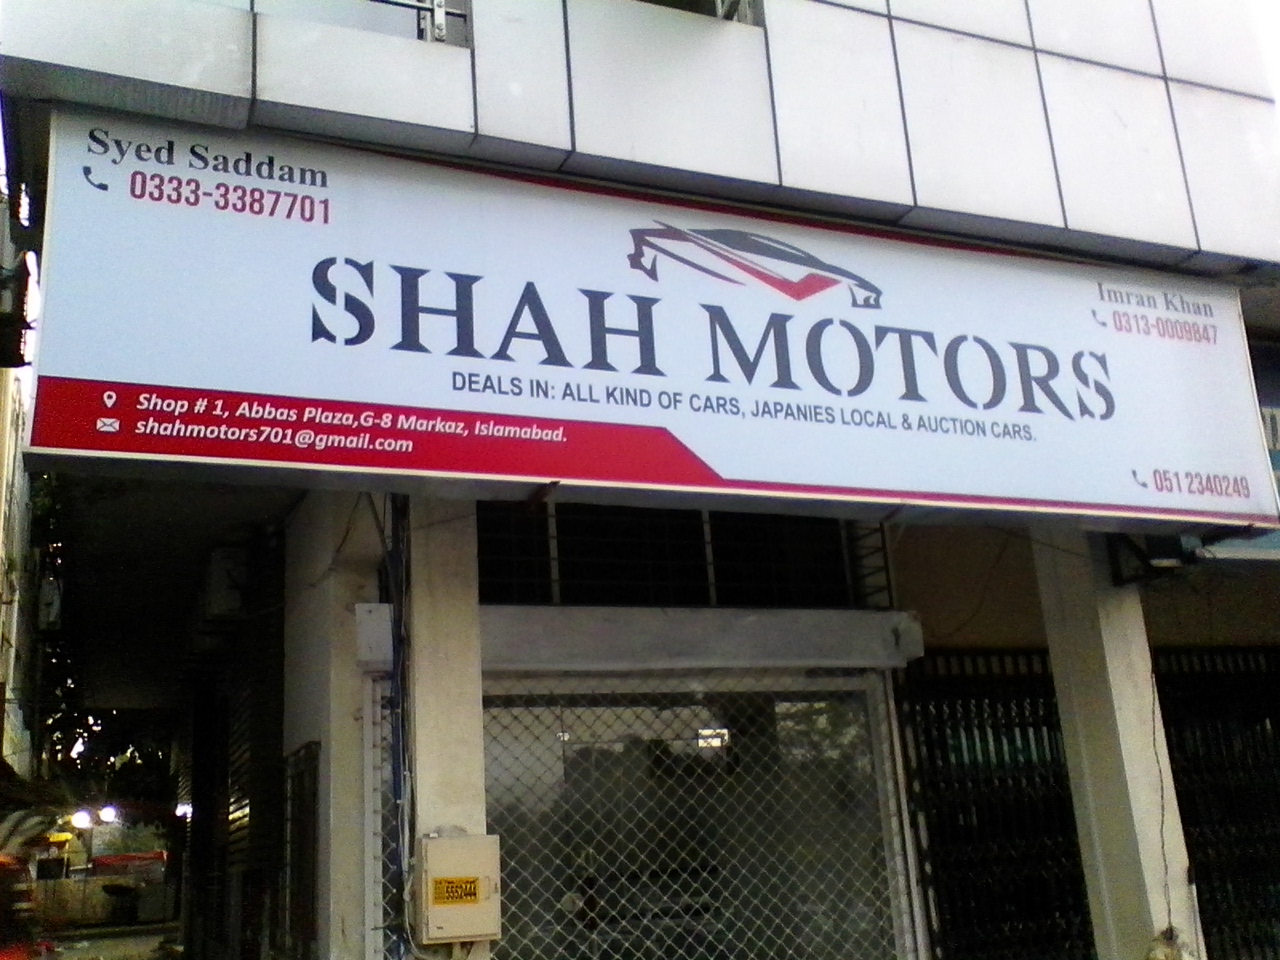 Syed Saddam
0333-3387701
SHAH MOTORS
Imran Khan
0313-0009847
DEALS IN: ALL KIND OF CARS, JAPANIES LOCAL & AUCTION CARS.
Shop # 1, Abbas Plaza,G-8 Markaz, Islamabad.
shahmotors701@gmail.com
051 2340249